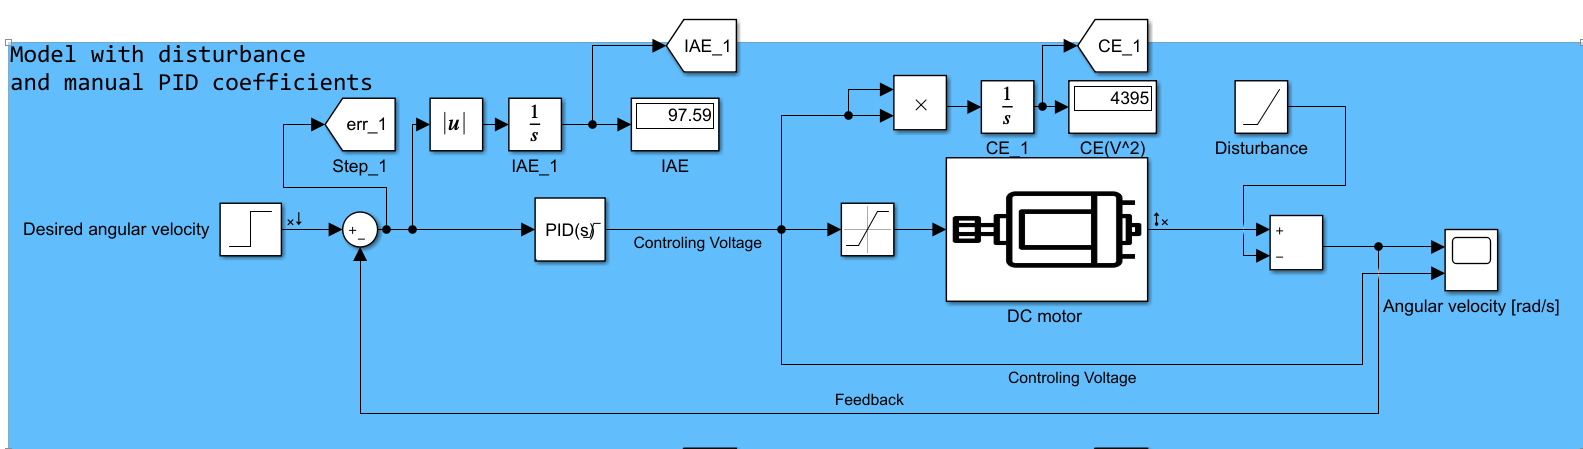 Model with disturbance
and manual PID coefficients
IAE_1
CE_1
err_1
Step_1
|u|
1
s
IAE_1
97.59
IAE
×
1
s
CE_1
4395
CE(V^2)
Disturbance
Desired angular velocity
×
+
−
PID(s)
Controling Voltage
DC motor
×
+
−
Angular velocity [rad/s]
Controling Voltage
Feedback